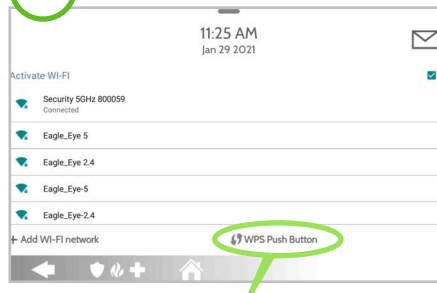 11:25 AM
Jan 29 2021
Activate WI-FI
Security 5GHz 800059
Connected
Eagle_Eye 5
Eagle_Eye 2.4
Eagle_Eye-5
Eagle_Eye-2.4
+ Add WI-FI network
WPS Push Button